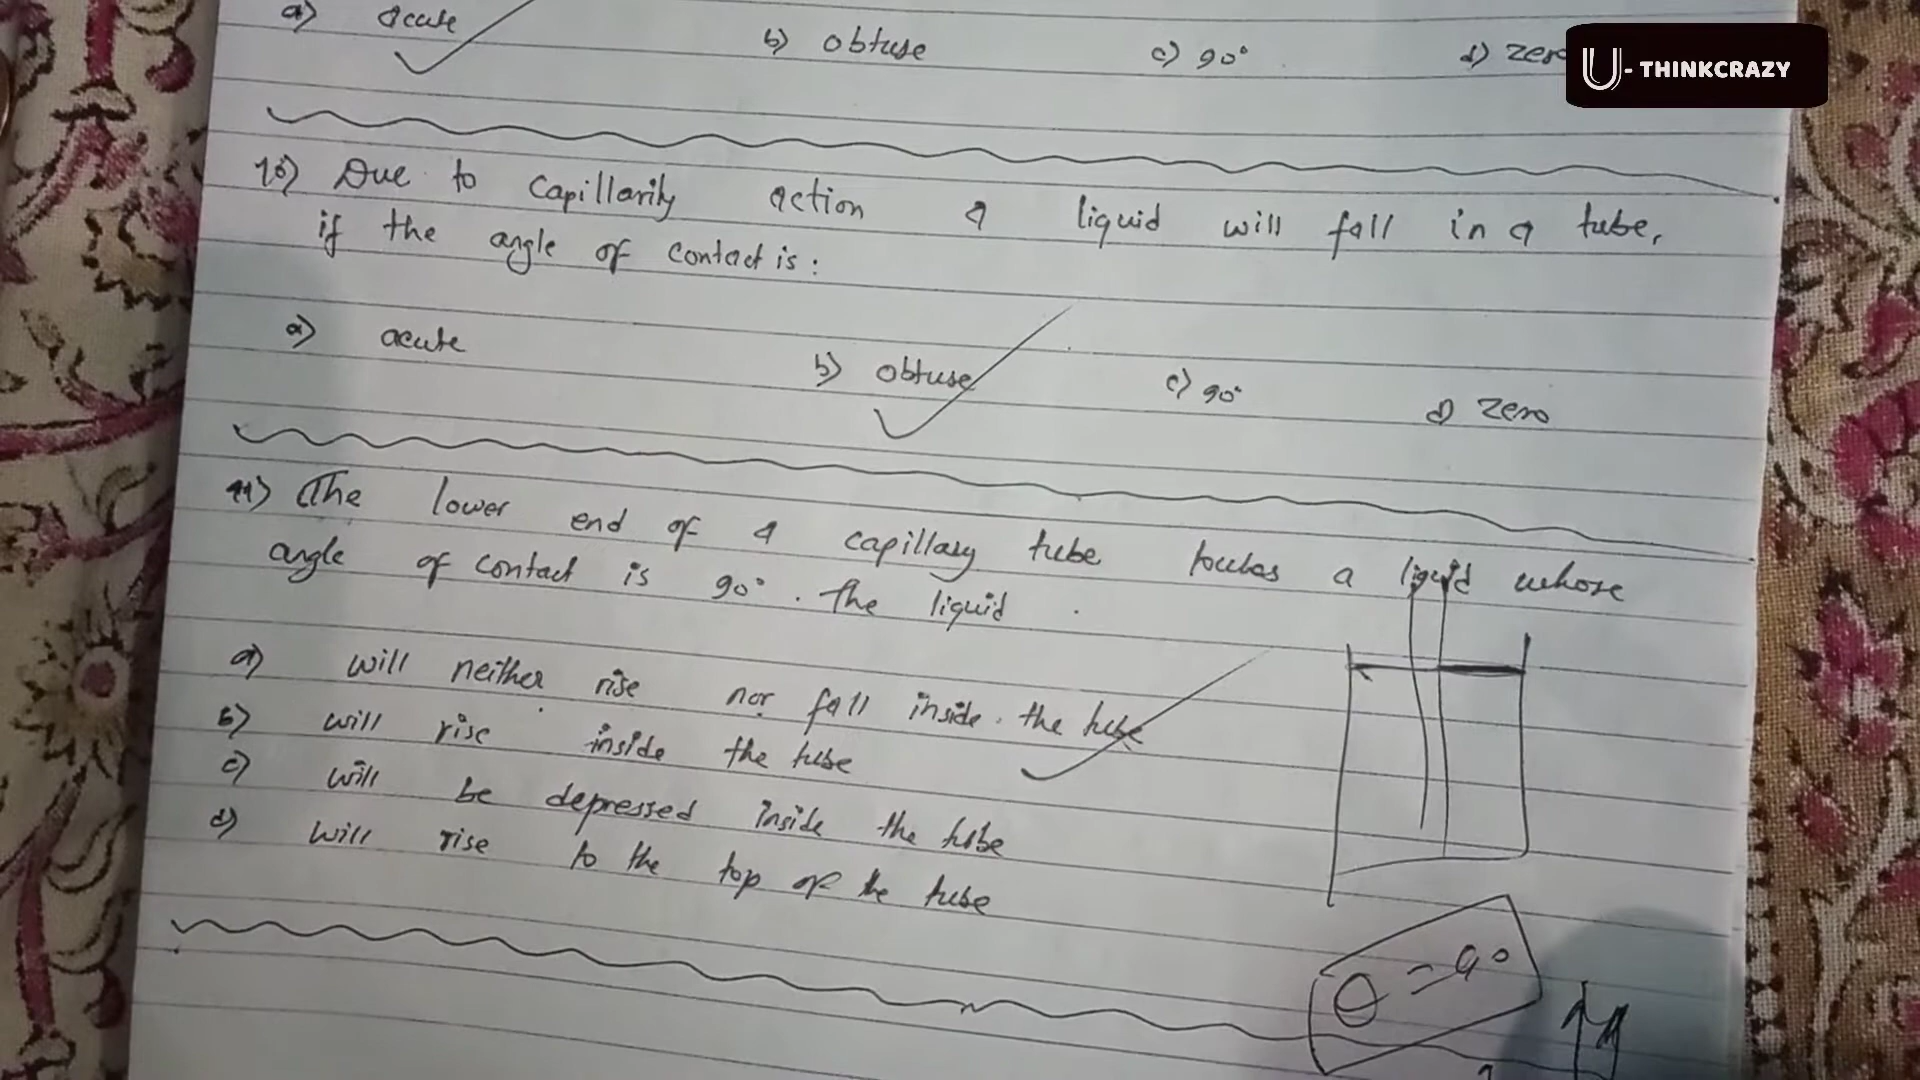 a) acute b) obtuse c) 90° d) zero
U - THINKCRAZY
10) Due to Capillarity action a liquid will fall in a tube,
if the angle of contact is :
a) acute b) obtuse c) 90° d) zero
11) The lower end of a capillary tube touches a liquid whose
angle of contact is 90°. The liquid
a) will neither rise nor fall inside the tube
b) will rise inside the tube
c) will be depressed inside the tube
d) will rise to the top of the tube
θ = 90